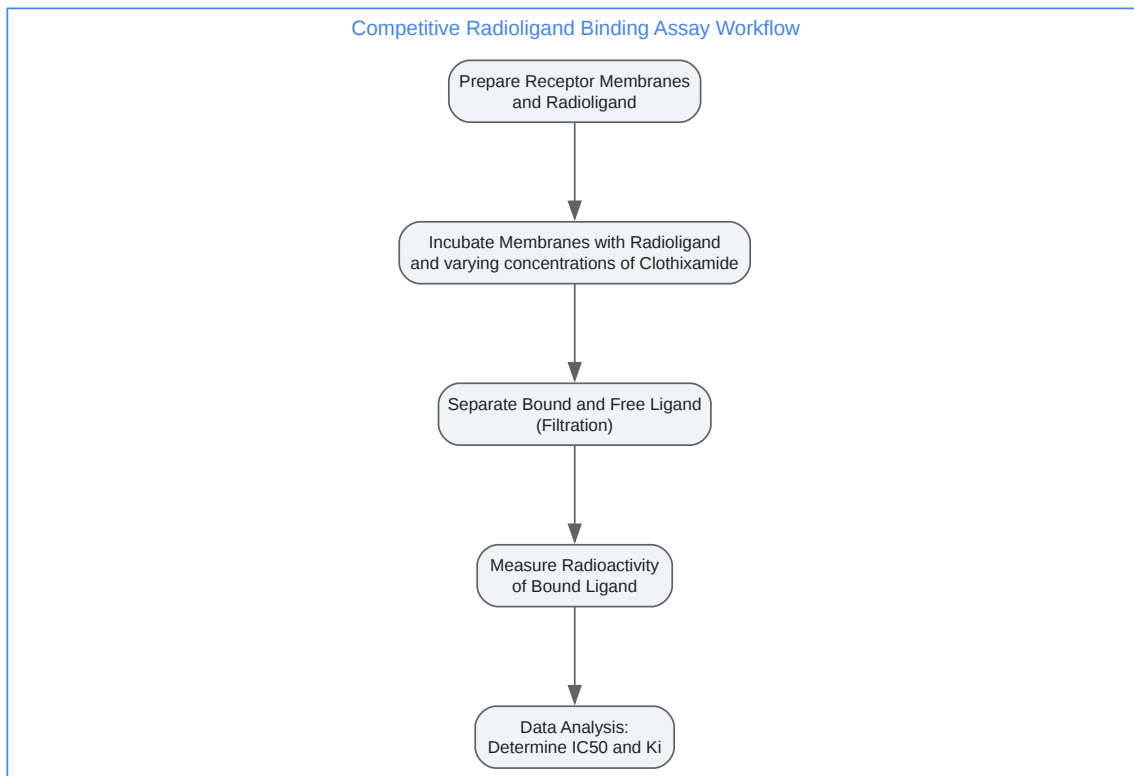 Competitive Radioligand Binding Assay Workflow
Prepare Receptor Membranes
and Radioligand
Incubate Membranes with Radioligand
and varying concentrations of Clothixamide
Separate Bound and Free Ligand
(Filtration)
Measure Radioactivity
of Bound Ligand
Data Analysis:
Determine IC50 and Ki